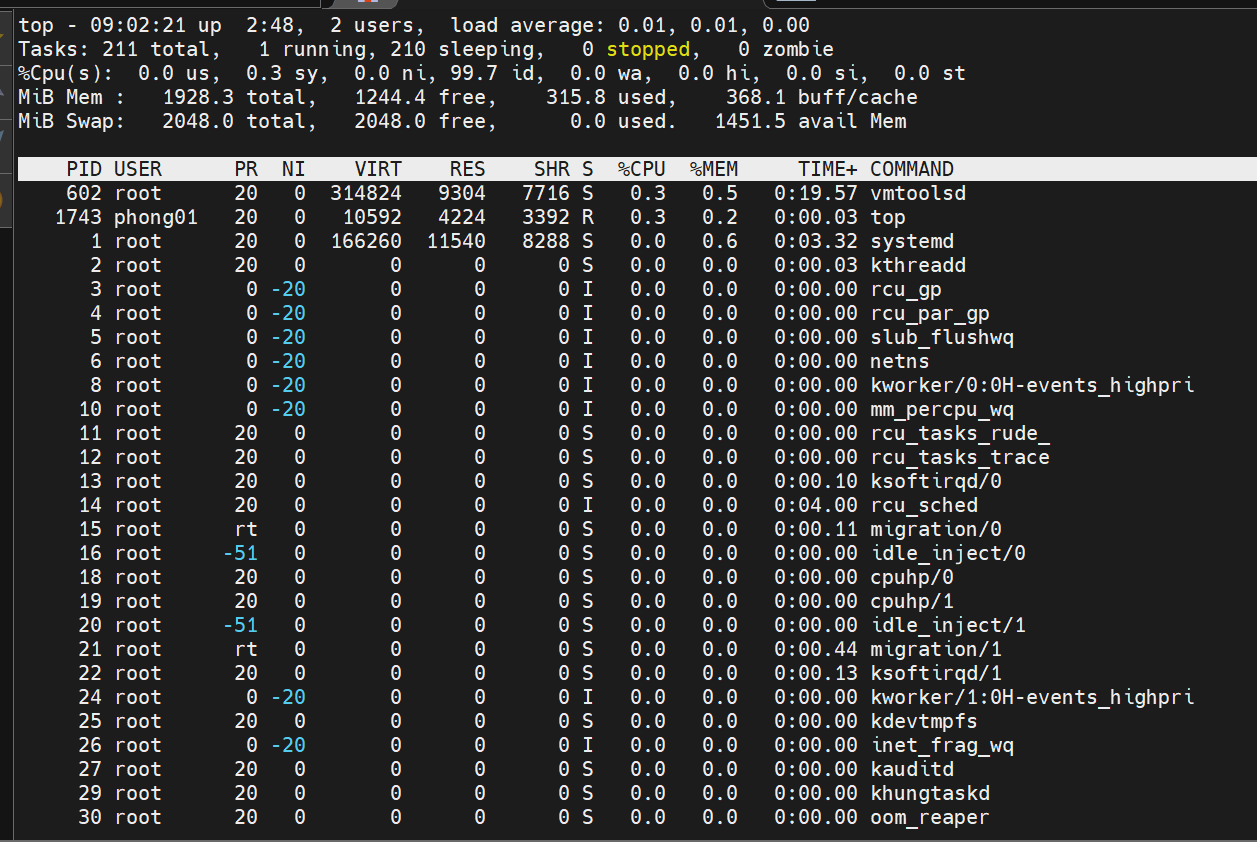 top - 09:02:21 up  2:48,  2 users,  load average: 0.01, 0.01, 0.00
Tasks: 211 total,   1 running, 210 sleeping,   0 stopped,   0 zombie
%Cpu(s):  0.0 us,  0.3 sy,  0.0 ni, 99.7 id,  0.0 wa,  0.0 hi,  0.0 si,  0.0 st
MiB Mem :   1928.3 total,   1244.4 free,    315.8 used,    368.1 buff/cache
MiB Swap:   2048.0 total,   2048.0 free,      0.0 used.   1451.5 avail Mem
PID USER      PR  NI    VIRT    RES    SHR S  %CPU  %MEM     TIME+ COMMAND
602 root      20   0  314824   9304   7716 S   0.3   0.5   0:19.57 vmtoolsd
1743 phong01   20   0   10592   4224   3392 R   0.3   0.2   0:00.03 top
1 root      20   0  166260  11540   8288 S   0.0   0.6   0:03.32 systemd
2 root      20   0       0      0      0 S   0.0   0.0   0:00.03 kthreadd
3 root       0 -20       0      0      0 I   0.0   0.0   0:00.00 rcu_gp
4 root       0 -20       0      0      0 I   0.0   0.0   0:00.00 rcu_par_gp
5 root       0 -20       0      0      0 I   0.0   0.0   0:00.00 slub_flushwq
6 root       0 -20       0      0      0 I   0.0   0.0   0:00.00 netns
8 root       0 -20       0      0      0 I   0.0   0.0   0:00.00 kworker/0:0H-events_highpri
10 root       0 -20       0      0      0 I   0.0   0.0   0:00.00 mm_percpu_wq
11 root      20   0       0      0      0 S   0.0   0.0   0:00.00 rcu_tasks_rude_
12 root      20   0       0      0      0 S   0.0   0.0   0:00.00 rcu_tasks_trace
13 root      20   0       0      0      0 S   0.0   0.0   0:00.10 ksoftirqd/0
14 root      20   0       0      0      0 I   0.0   0.0   0:04.00 rcu_sched
15 root      rt   0       0      0      0 S   0.0   0.0   0:00.11 migration/0
16 root     -51   0       0      0      0 S   0.0   0.0   0:00.00 idle_inject/0
18 root      20   0       0      0      0 S   0.0   0.0   0:00.00 cpuhp/0
19 root      20   0       0      0      0 S   0.0   0.0   0:00.00 cpuhp/1
20 root     -51   0       0      0      0 S   0.0   0.0   0:00.00 idle_inject/1
21 root      rt   0       0      0      0 S   0.0   0.0   0:00.44 migration/1
22 root      20   0       0      0      0 S   0.0   0.0   0:00.13 ksoftirqd/1
24 root       0 -20       0      0      0 I   0.0   0.0   0:00.00 kworker/1:0H-events_highpri
25 root      20   0       0      0      0 S   0.0   0.0   0:00.00 kdevtmpfs
26 root       0 -20       0      0      0 I   0.0   0.0   0:00.00 inet_frag_wq
27 root      20   0       0      0      0 S   0.0   0.0   0:00.00 kauditd
29 root      20   0       0      0      0 S   0.0   0.0   0:00.00 khungtaskd
30 root      20   0       0      0      0 S   0.0   0.0   0:00.00 oom_reaper